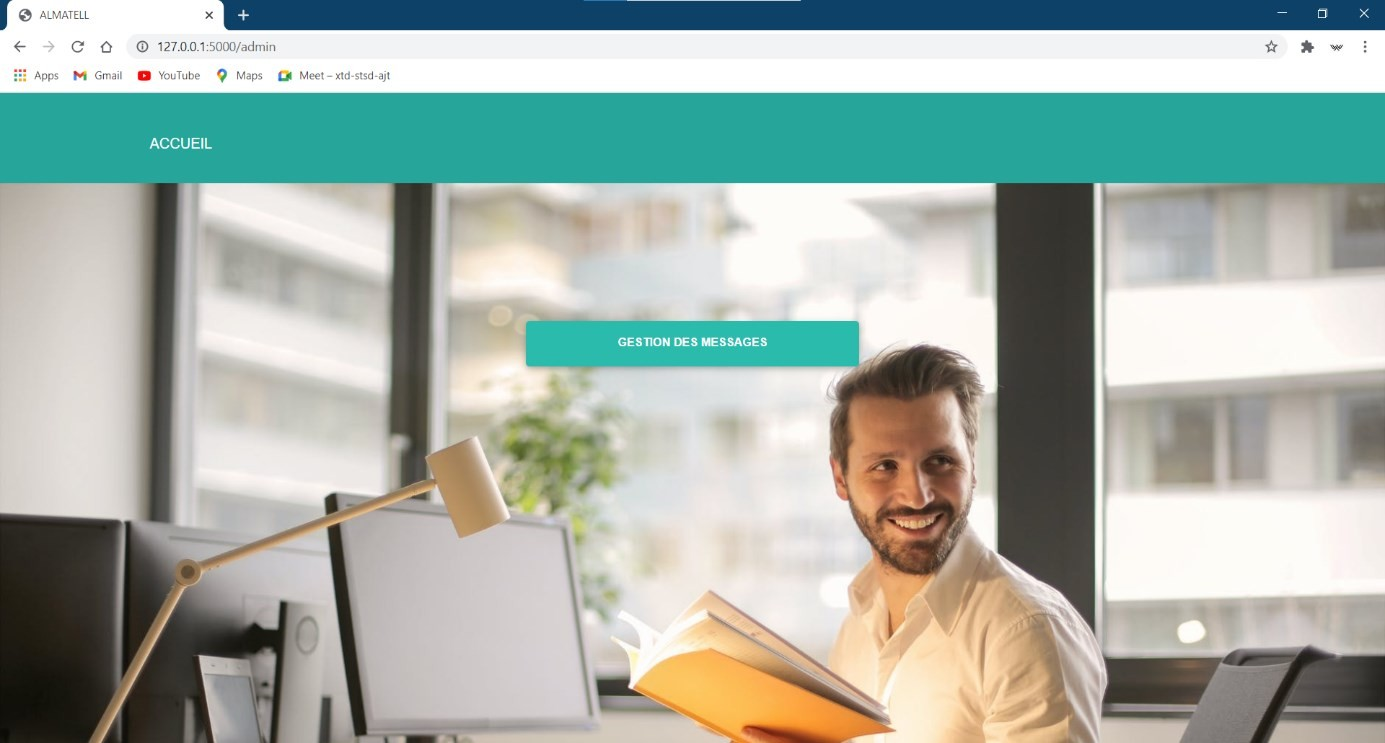 ALMATELL
127.0.0.1:5000/admin
Apps Gmail YouTube Maps Meet – xtd-stsd-ajt
ACCUEIL
GESTION DES MESSAGES